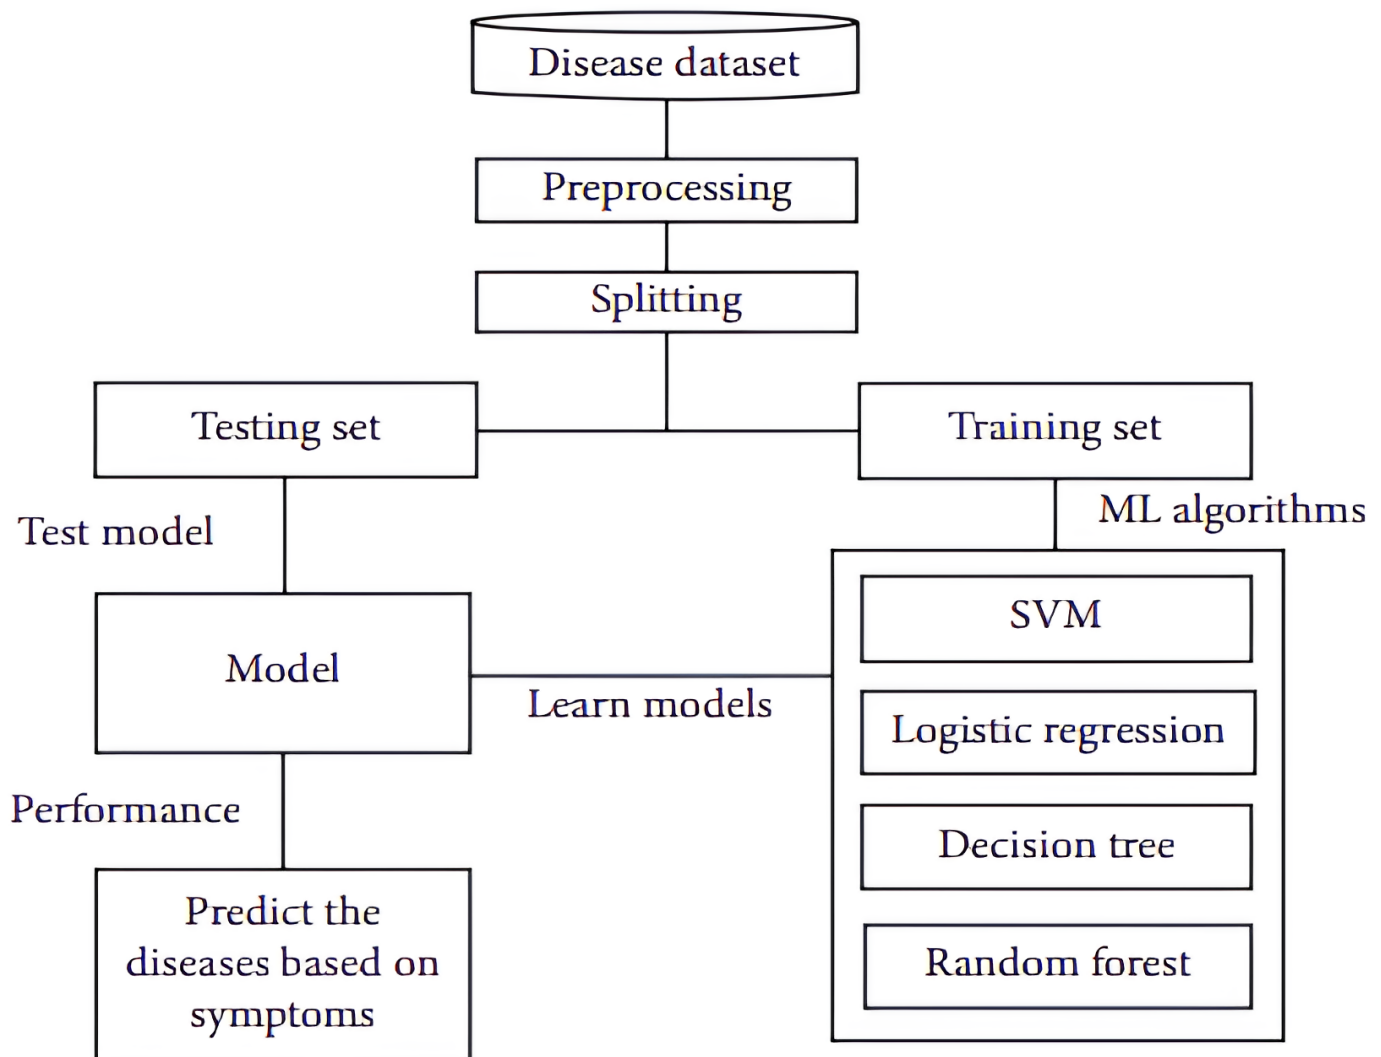 Disease dataset
Preprocessing
Splitting
Testing set
Training set
Test model
ML algorithms
Model
Learn models
SVM
Logistic regression
Decision tree
Random forest
Performance
Predict the
diseases based on
symptoms